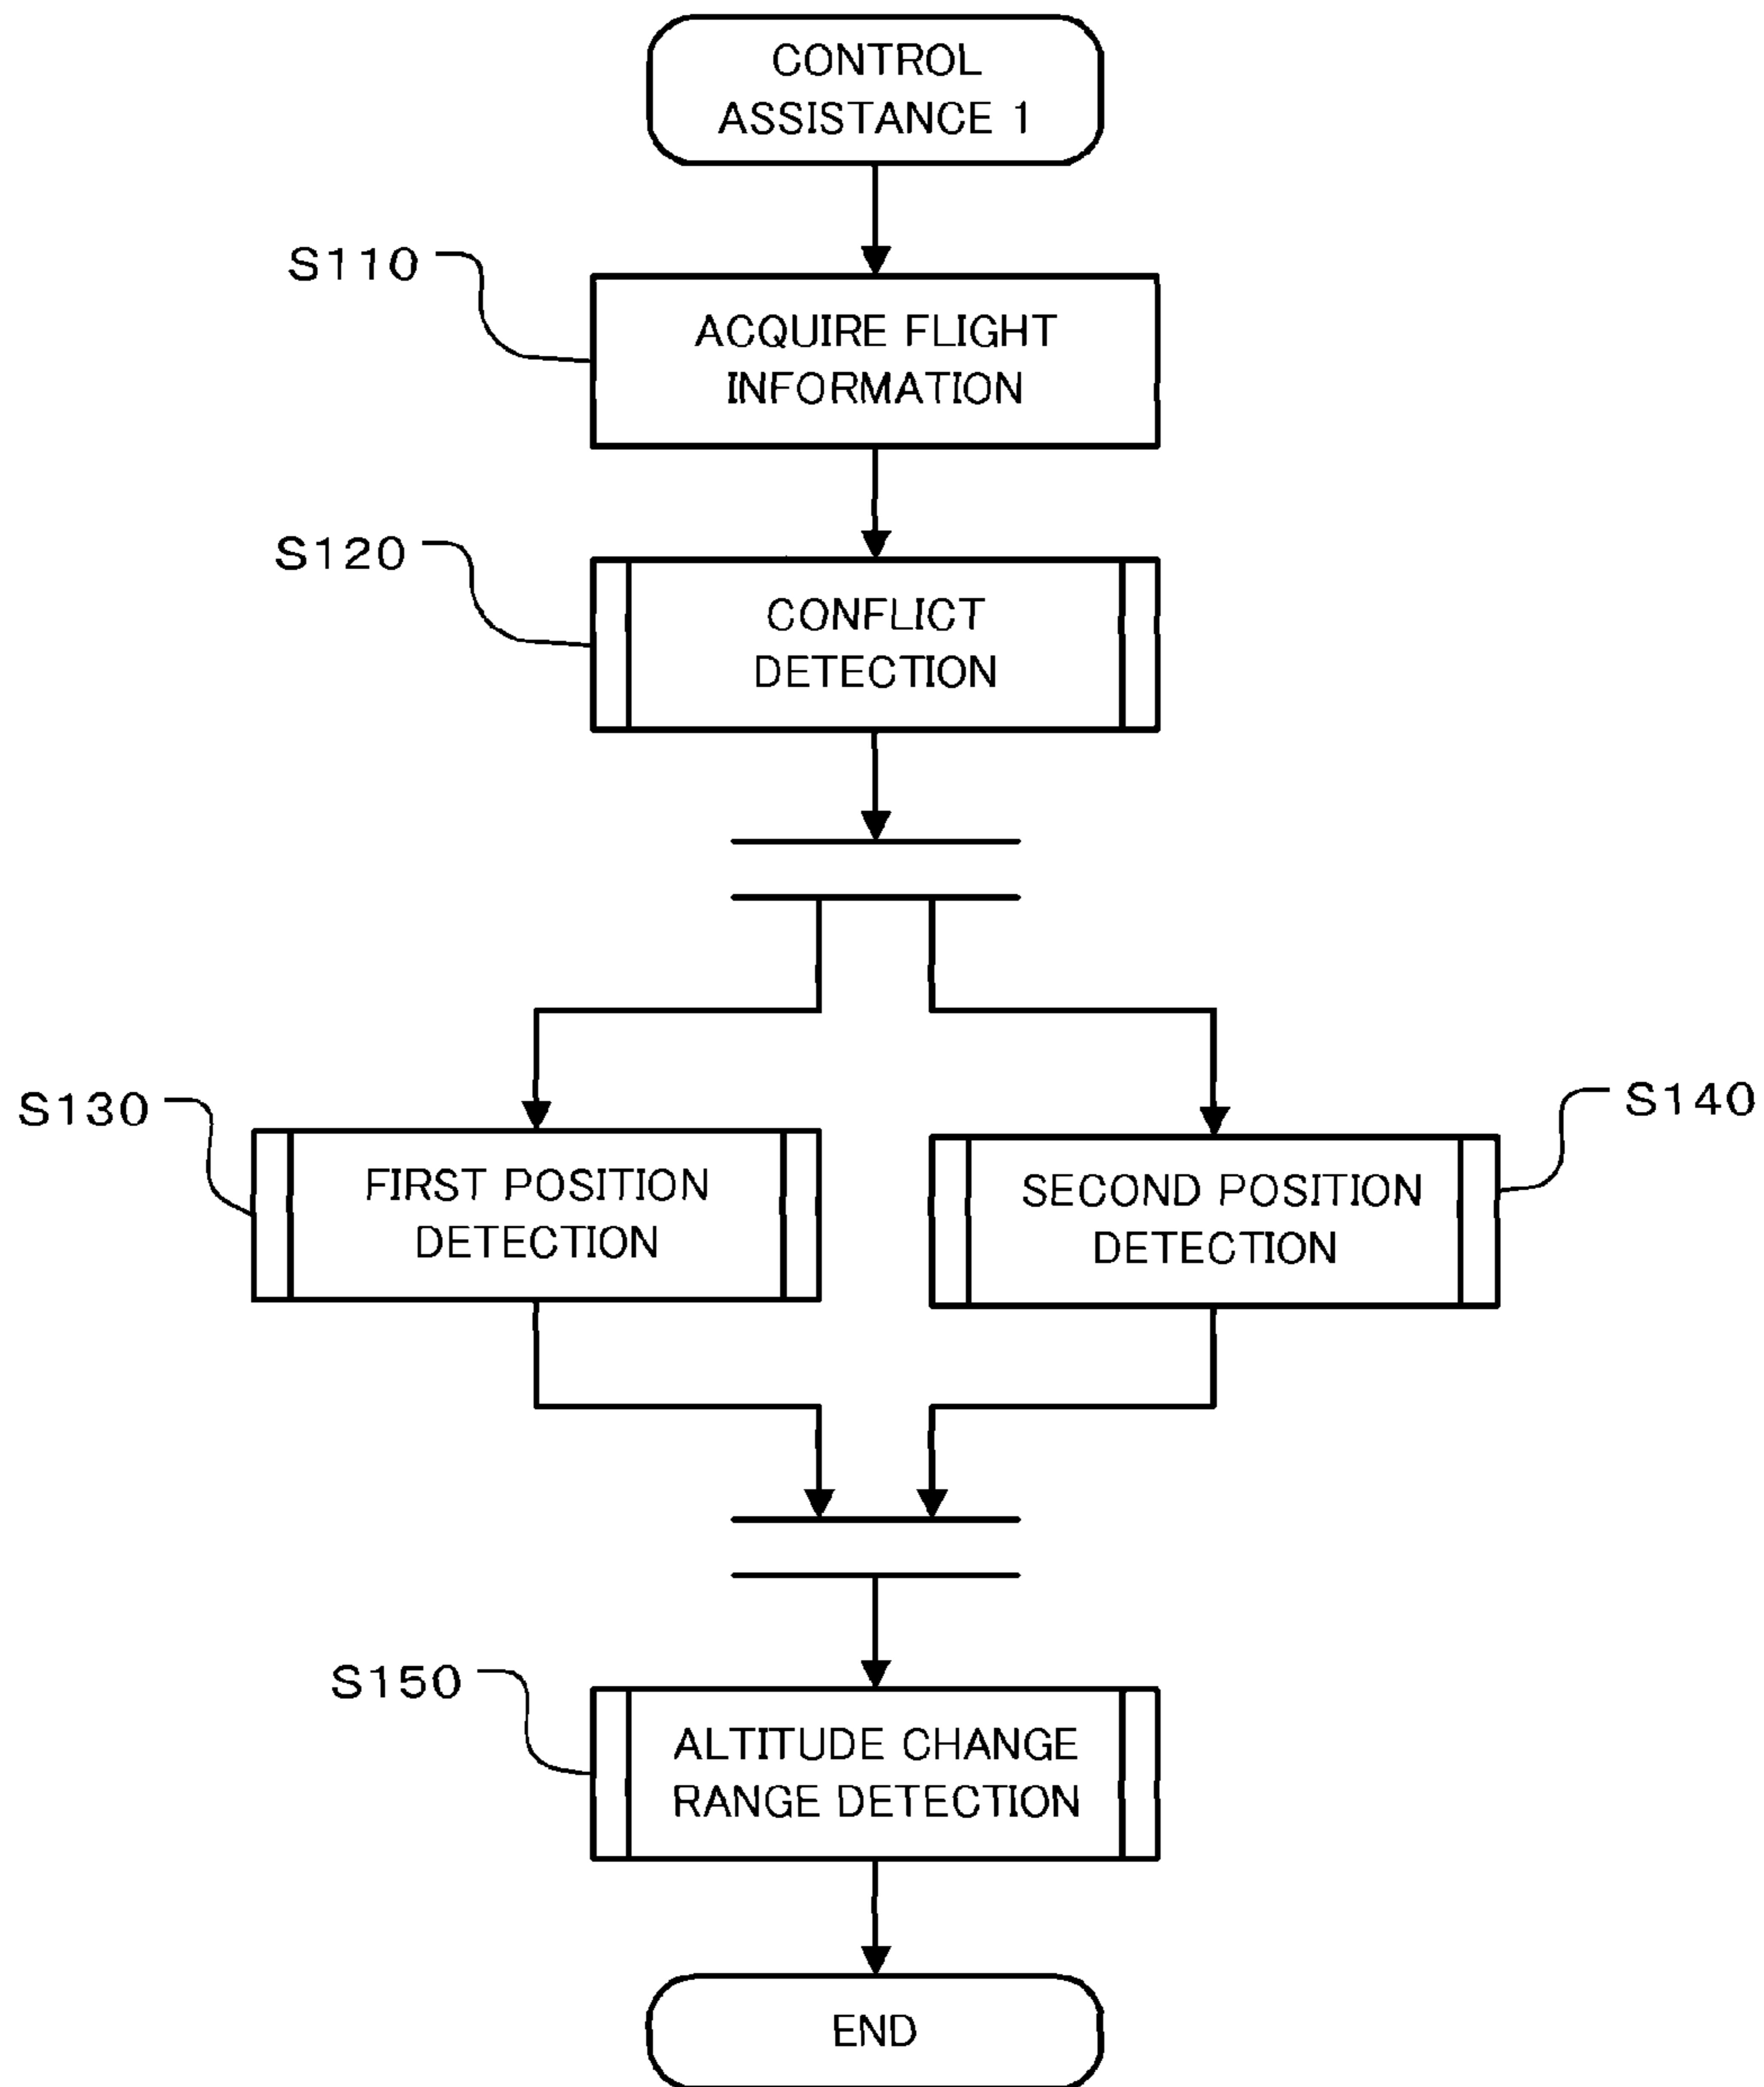 CONTROL
ASSISTANCE 1
S110
ACQUIRE FLIGHT
INFORMATION
S120
CONFLICT
DETECTION
S130
FIRST POSITION
DETECTION
S140
SECOND POSITION
DETECTION
S150
ALTITUDE CHANGE
RANGE DETECTION
END